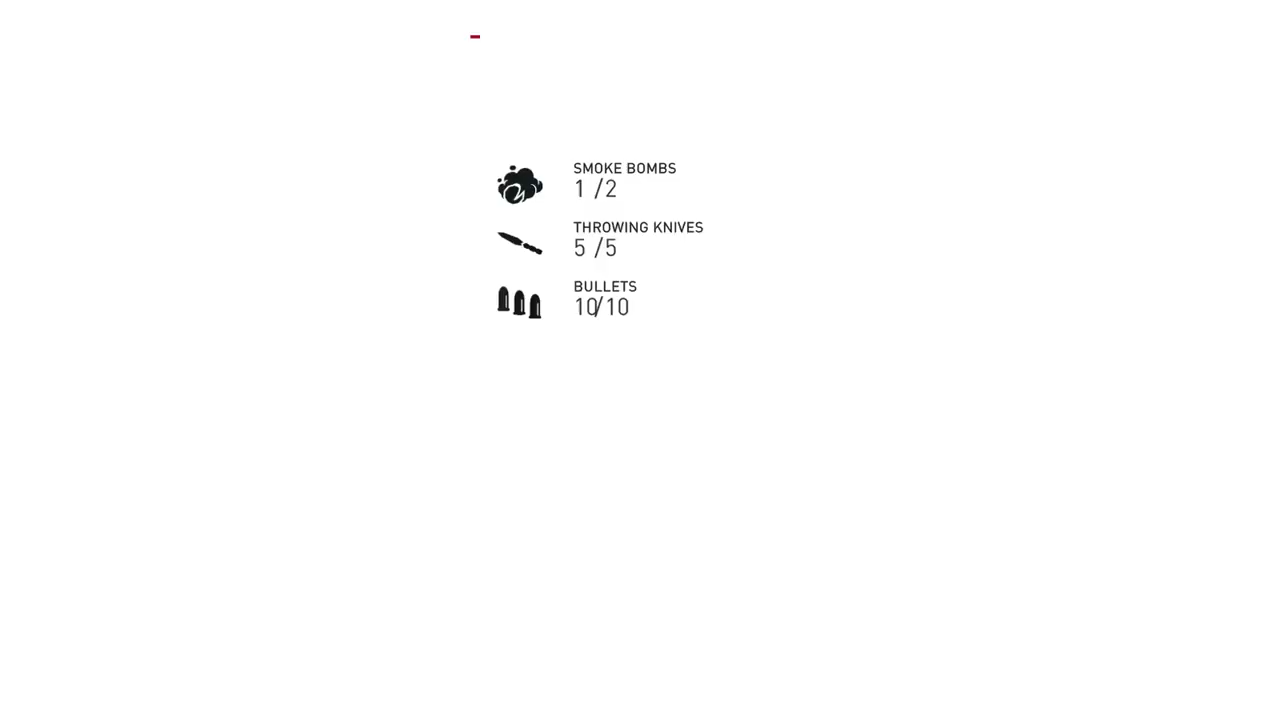 SMOKE BOMBS
1 /2
THROWING KNIVES
5 /5
BULLETS
10/10